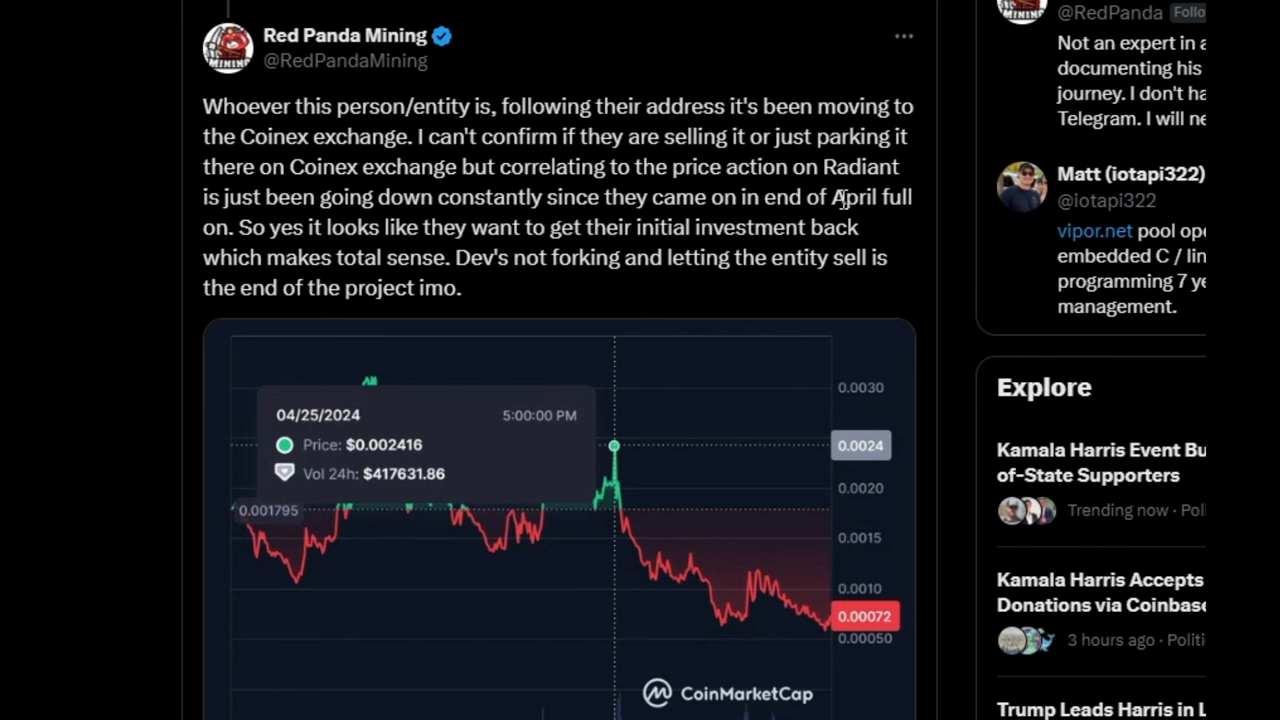 Red Panda Mining
@RedPandaMining
Whoever this person/entity is, following their address it's been moving to
the Coinex exchange. I can't confirm if they are selling it or just parking it
there on Coinex exchange but correlating to the price action on Radiant
is just been going down constantly since they came on in end of April full
on. So yes it looks like they want to get their initial investment back
which makes total sense. Dev's not forking and letting the entity sell is
the end of the project imo.
04/25/2024 5:00:00 PM
Price: $0.002416
Vol 24h: $417631.86
0.001795
0.0030
0.0024
0.0020
0.0015
0.0010
0.00072
0.00050
CoinMarketCap
MINING
@RedPanda Follo
Not an expert in a
documenting his
journey. I don't ha
Telegram. I will ne
Matt (iotapi322)
@iotapi322
vipor.net pool ope
embedded C / lin
programming 7 ye
management.
Explore
Kamala Harris Event Bu
of-State Supporters
Trending now · Poli
Kamala Harris Accepts
Donations via Coinbase
3 hours ago · Politi
Trump Leads Harris in L